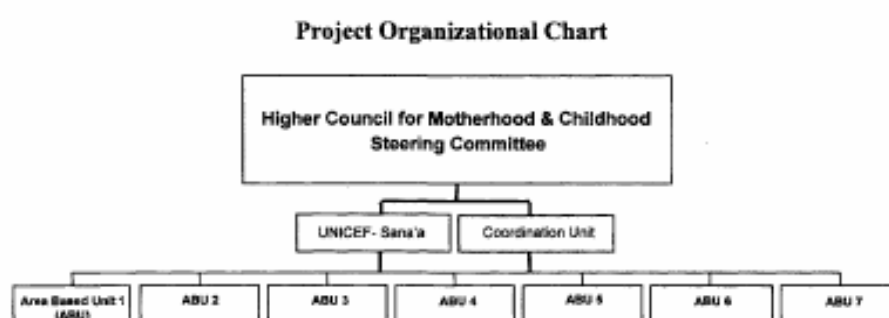 Project Organizational Chart
Higher Council for Motherhood & Childhood
Steering Committee
UNICEF- Sana'a
Coordination Unit
Area Based Unit 1
(ABU)
ABU 2
ABU 3
ABU 4
ABU 5
ABU 6
ABU 7